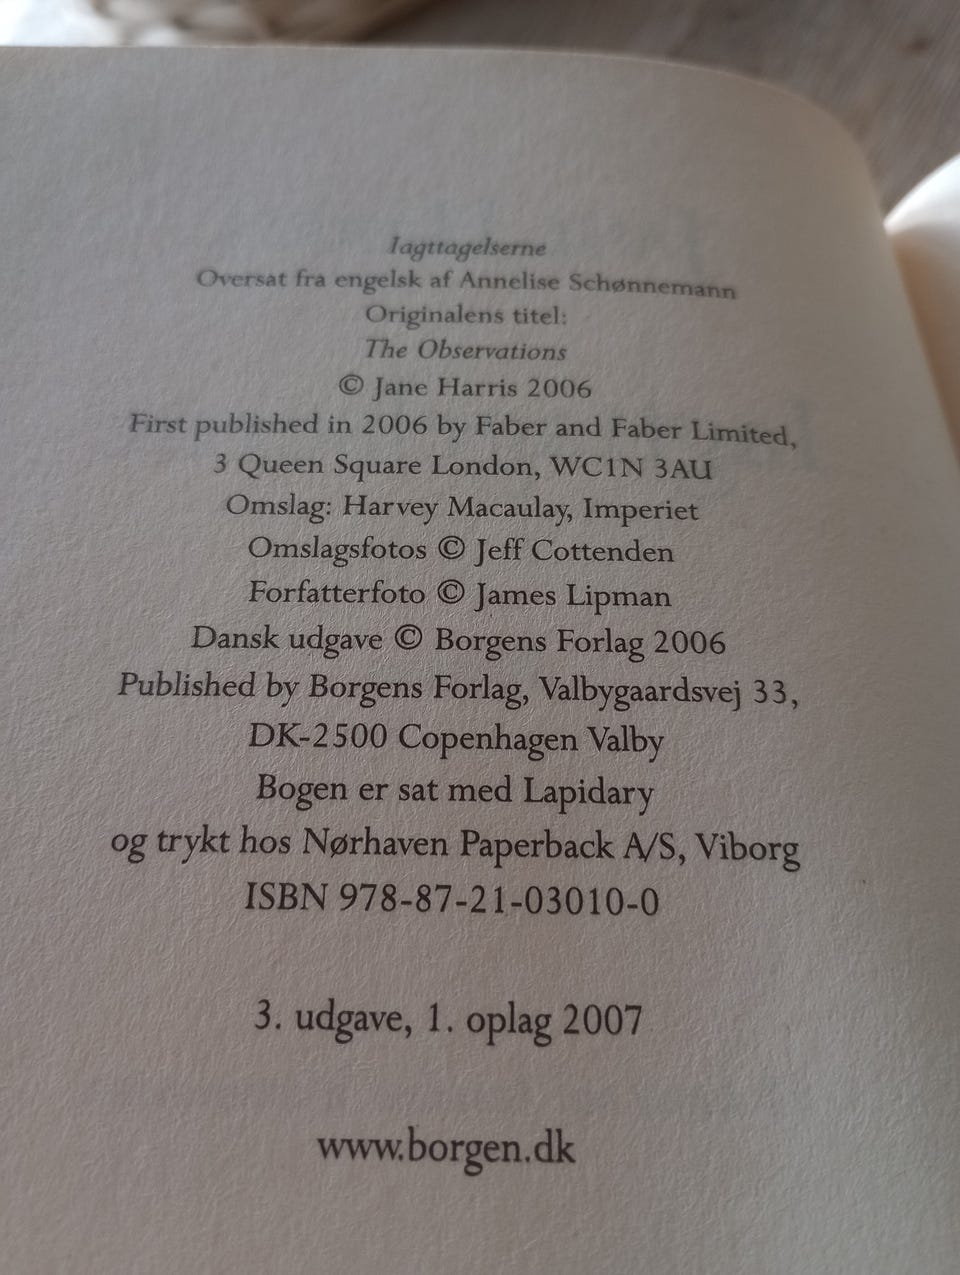 Iagttagelserne
Oversat fra engelsk af Annelise Schønnemann
Originalens titel:
The Observations
© Jane Harris 2006
First published in 2006 by Faber and Faber Limited,
3 Queen Square London, WC1N 3AU
Omslag: Harvey Macaulay, Imperiet
Omslagsfotos © Jeff Cottenden
Forfatterfoto © James Lipman
Dansk udgave © Borgens Forlag 2006
Published by Borgens Forlag, Valbygaardsvej 33,
DK-2500 Copenhagen Valby
Bogen er sat med Lapidary
og trykt hos Nørhaven Paperback A/S, Viborg
ISBN 978-87-21-03010-0
3. udgave, 1. oplag 2007
www.borgen.dk